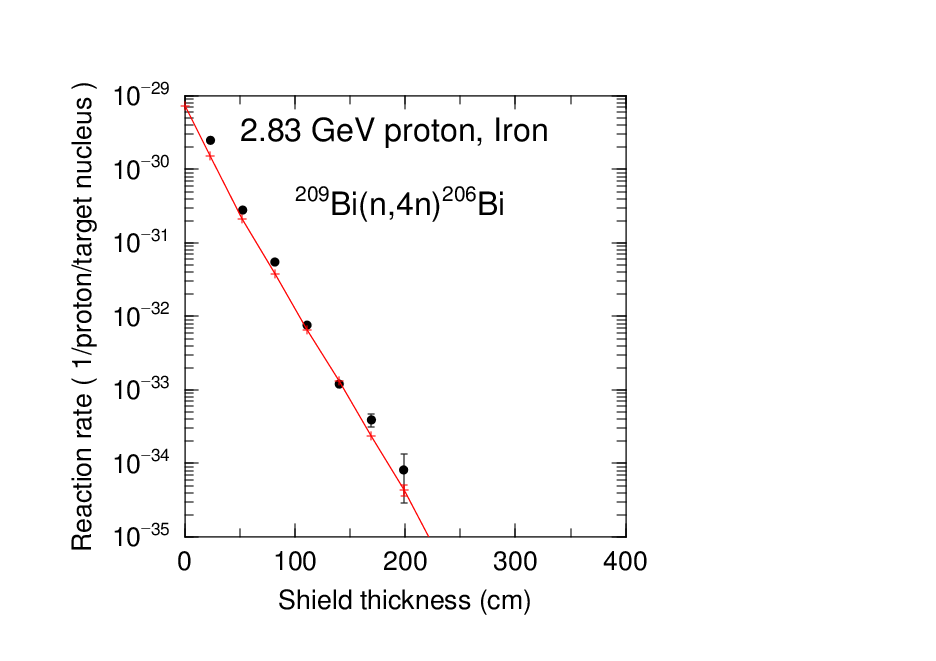 2.83 GeV proton, Iron
²⁰⁹Bi(n,4n)²⁰⁶Bi
Reaction rate ( 1/proton/target nucleus )
10⁻²⁹
10⁻³⁰
10⁻³¹
10⁻³²
10⁻³³
10⁻³⁴
10⁻³⁵
0 100 200 300 400
Shield thickness (cm)